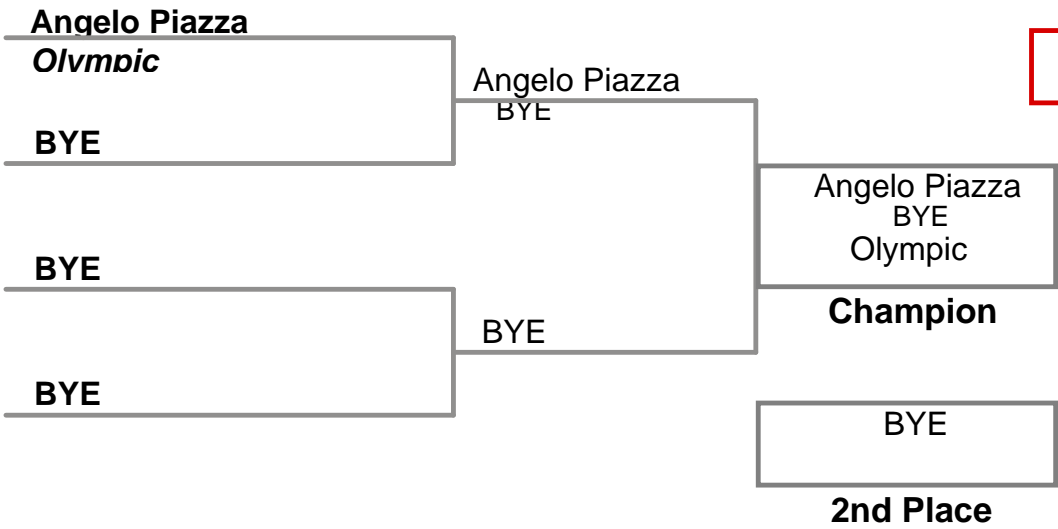 Angelo Piazza
Olympic
BYE
BYE
BYE
Angelo Piazza
BYE
BYE
Angelo Piazza
BYE
Olympic
Champion
BYE
2nd Place